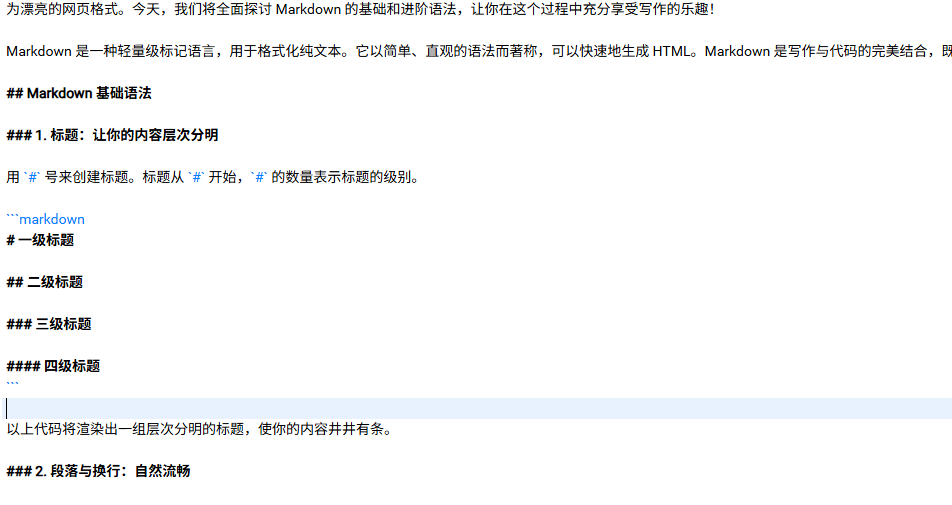 为漂亮的网页格式。今天，我们将全面探讨 Markdown 的基础和进阶语法，让你在这个过程中充分享受写作的乐趣！
Markdown 是一种轻量级标记语言，用于格式化纯文本。它以简单、直观的语法而著称，可以快速地生成 HTML。Markdown 是写作与代码的完美结合，既
## Markdown 基础语法
### 1. 标题：让你的内容层次分明
用 `#` 号来创建标题。标题从 `#` 开始，`#` 的数量表示标题的级别。
```markdown
# 一级标题
## 二级标题
### 三级标题
#### 四级标题
```
以上代码将渲染出一组层次分明的标题，使你的内容井井有条。
### 2. 段落与换行：自然流畅